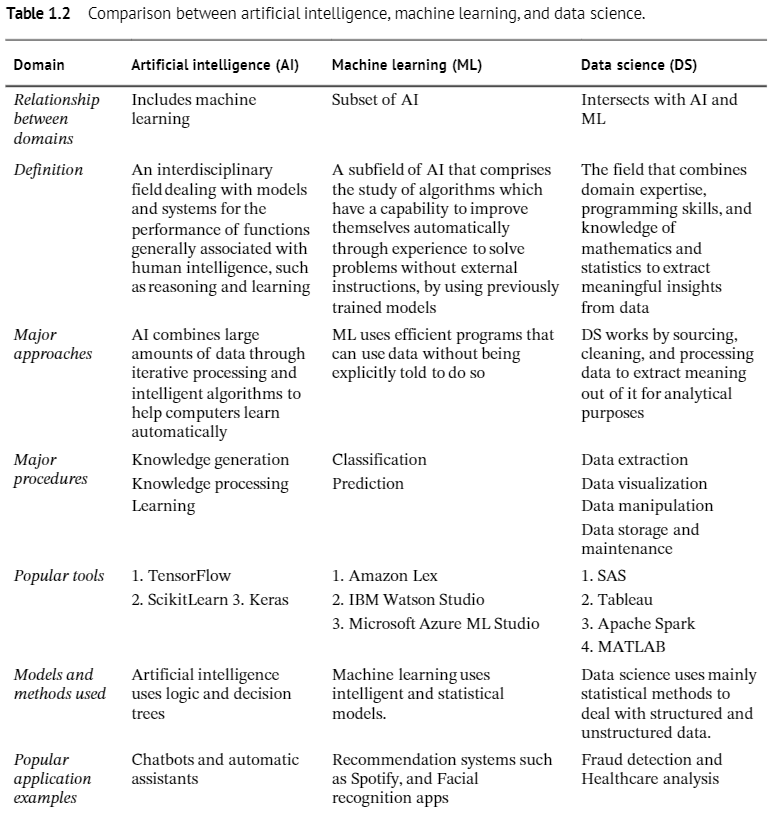 Table 1.2 Comparison between artificial intelligence, machine learning, and data science.
Domain
Artificial intelligence (AI)
Machine learning (ML)
Data science (DS)
Relationship
between
domains
Includes machine
learning
Subset of AI
Intersects with AI and
ML
Definition
An interdisciplinary
field dealing with models
and systems for the
performance of functions
generally associated with
human intelligence, such
as reasoning and learning
A subfield of AI that comprises
the study of algorithms which
have a capability to improve
themselves automatically
through experience to solve
problems without external
instructions, by using previously
trained models
The field that combines
domain expertise,
programming skills, and
knowledge of
mathematics and
statistics to extract
meaningful insights
from data
Major
approaches
AI combines large
amounts of data through
iterative processing and
intelligent algorithms to
help computers learn
automatically
ML uses efficient programs that
can use data without being
explicitly told to do so
DS works by sourcing,
cleaning, and processing
data to extract meaning
out of it for analytical
purposes
Major
procedures
Knowledge generation
Knowledge processing
Learning
Classification
Prediction
Data extraction
Data visualization
Data manipulation
Data storage and
maintenance
Popular tools
1. TensorFlow
2. ScikitLearn 3. Keras
1. Amazon Lex
2. IBM Watson Studio
3. Microsoft Azure ML Studio
1. SAS
2. Tableau
3. Apache Spark
4. MATLAB
Models and
methods used
Artificial intelligence
uses logic and decision
trees
Machine learning uses
intelligent and statistical
models.
Data science uses mainly
statistical methods to
deal with structured and
unstructured data.
Popular
application
examples
Chatbots and automatic
assistants
Recommendation systems such
as Spotify, and Facial
recognition apps
Fraud detection and
Healthcare analysis